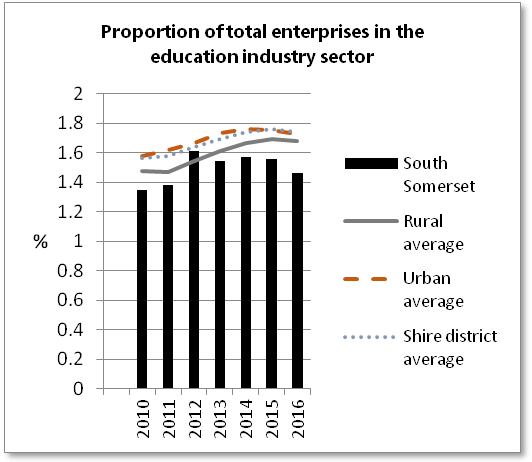 Proportion of total enterprises in the
education industry sector
2
1.8
1.6
1.4
1.2
1
0.8
0.6
0.4
0.2
0
%
2010
2011
2012
2013
2014
2015
2016
South
Somerset
Rural
average
Urban
average
Shire district
average